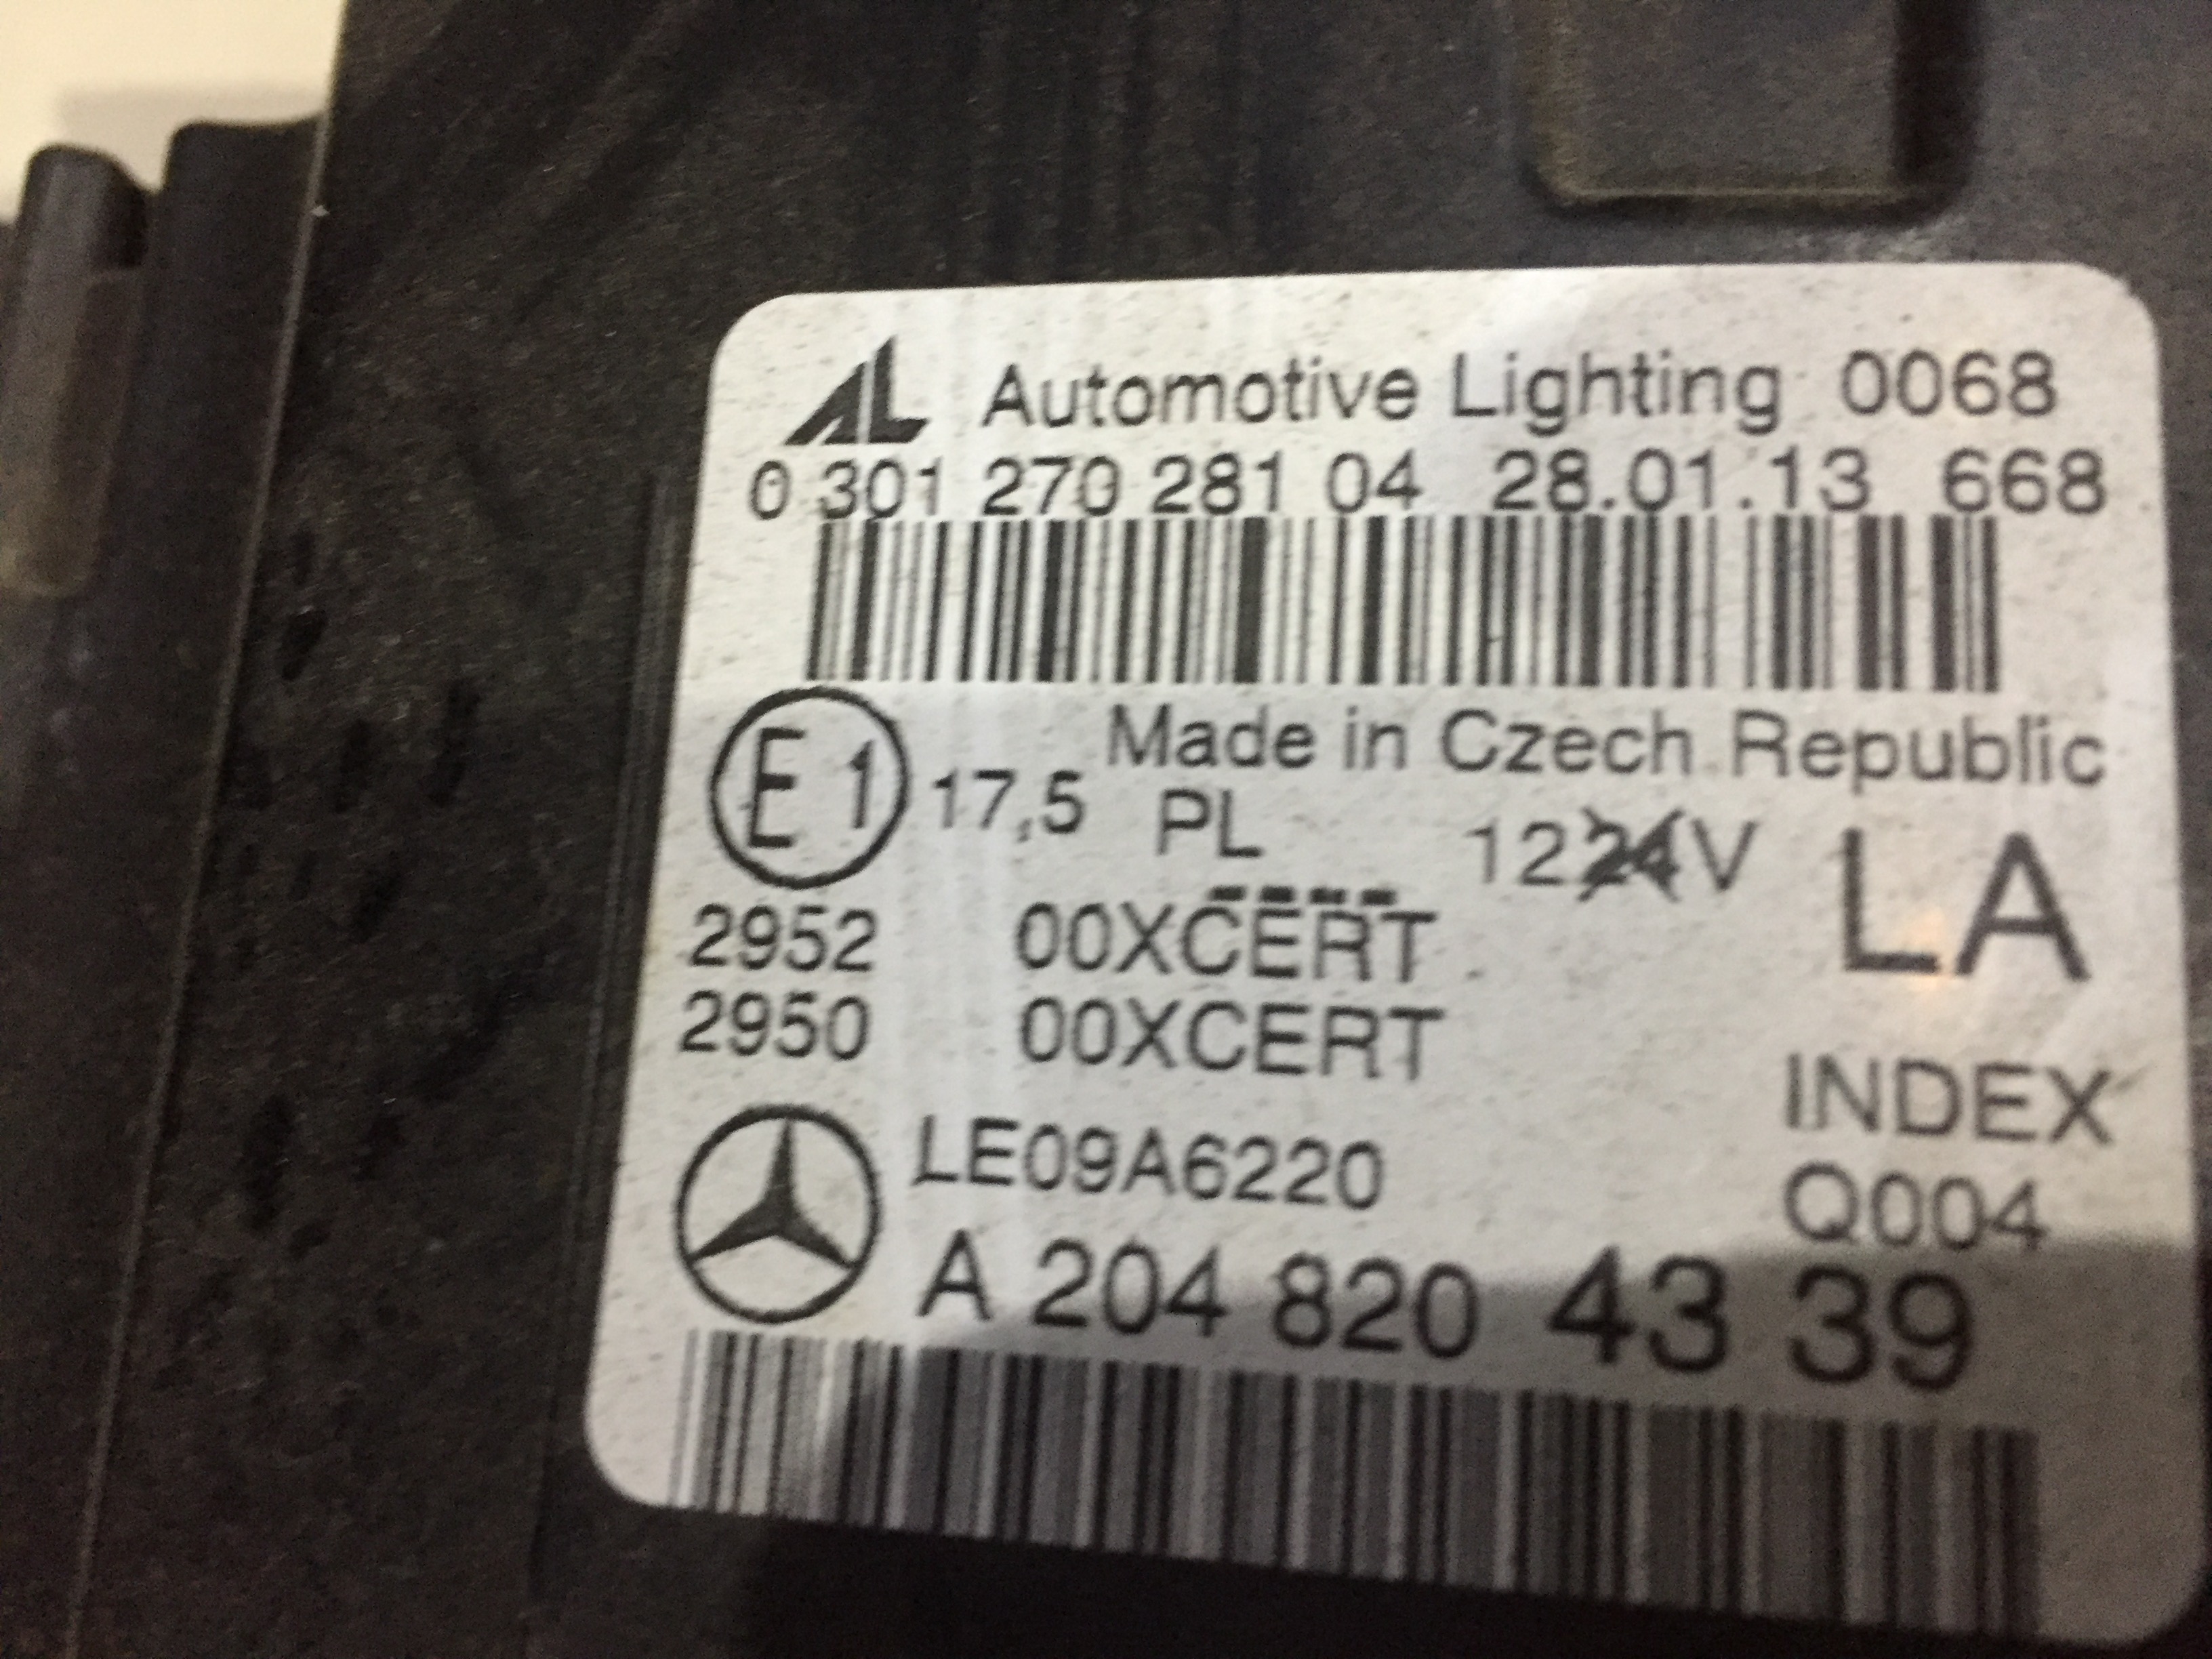 AL Automotive Lighting 0068
0 301 270 281 04 28.01.13 668
Made in Czech Republic
E1 17,5 PL 1224V LA
2952 00XCERT
2950 00XCERT
INDEX
LE09A6220 Q004
A 204 820 43 39